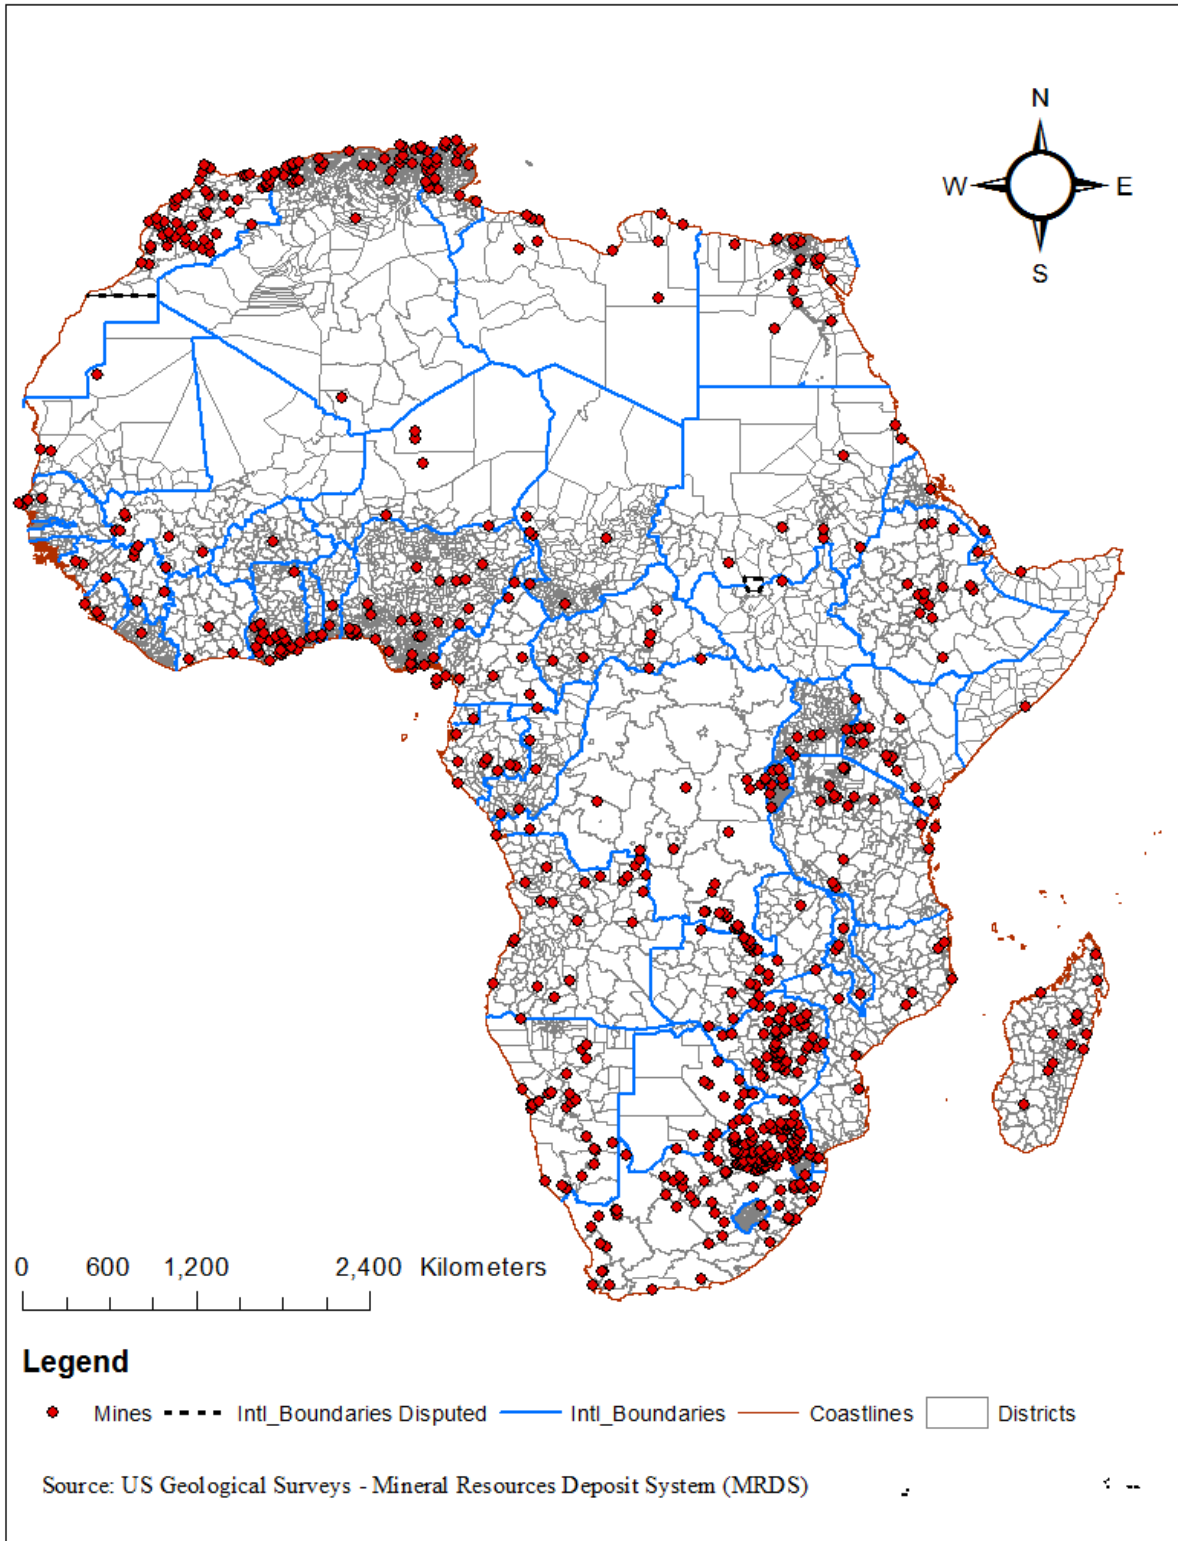 N
W E
S
0 600 1,200 2,400 Kilometers
Legend
Mines Intl_Boundaries Disputed Intl_Boundaries Coastlines Districts
Source: US Geological Surveys - Mineral Resources Deposit System (MRDS)